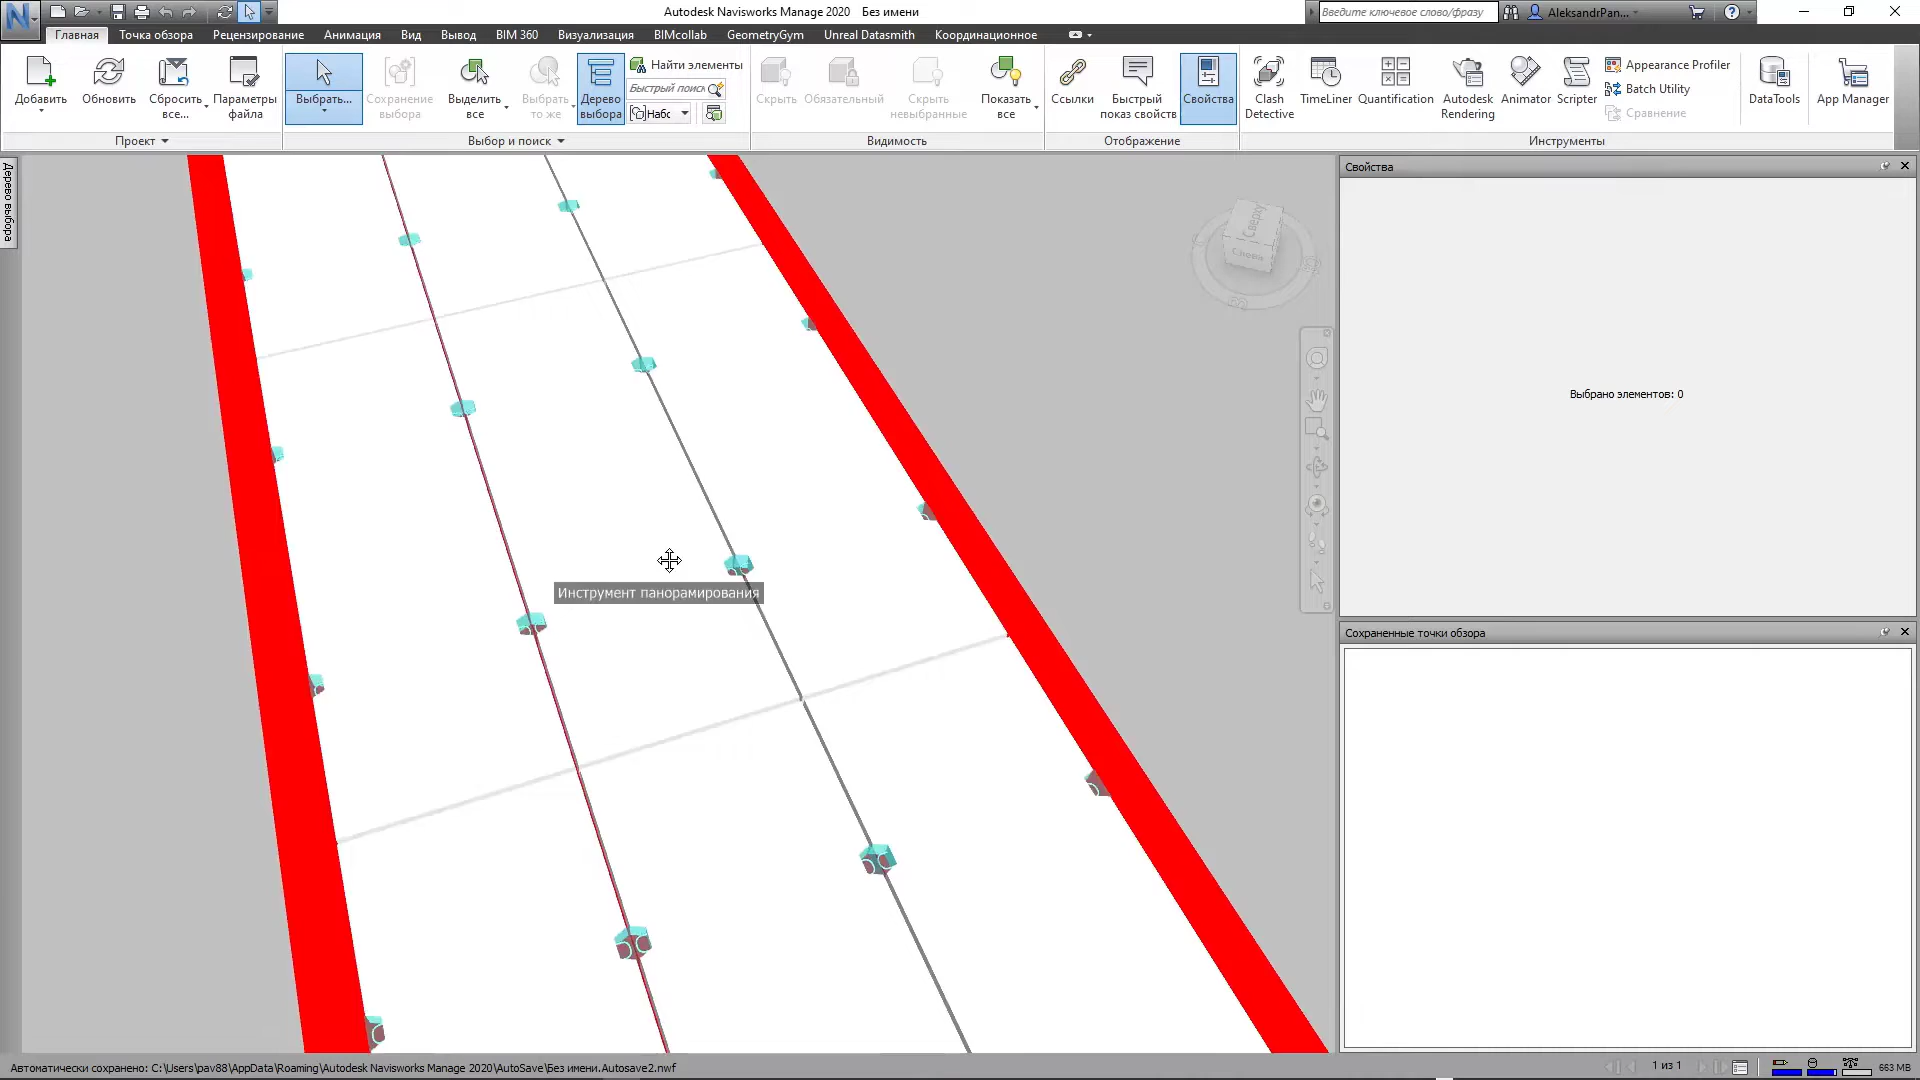 Autodesk Navisworks Manage 2020 Без имени
Введите ключевое слово/фразу
AleksandrPan...
Главная Точка обзора Рецензирование Анимация Вид Вывод BIM 360 Визуализация BIMcollab GeometryGym Unreal Datasmith Координационное
Добавить
Обновить
Сбросить все...
Параметры файла
Проект
Выбрать...
Сохранение выбора
Выделить все
Выбрать то же
Дерево выбора
Найти элементы
Быстрый поиск
Набс
Выбор и поиск
Скрыть
Обязательный
Скрыть невыбранные
Показать все
Видимость
Ссылки
Быстрый показ свойств
Свойства
Отображение
Clash Detective
TimeLiner
Quantification
Autodesk Rendering
Animator
Scripter
Appearance Profiler
Batch Utility
Сравнение
Инструменты
DataTools
App Manager
Дерево выбора
Сверху
Слева
Инструмент панорамирования
Свойства
Выбрано элементов: 0
Сохраненные точки обзора
Автоматически сохранено: C:\Users\pav88\AppData\Roaming\Autodesk Navisworks Manage 2020\AutoSave\Без имени.Autosave2.nwf
1 из 1
663 MB